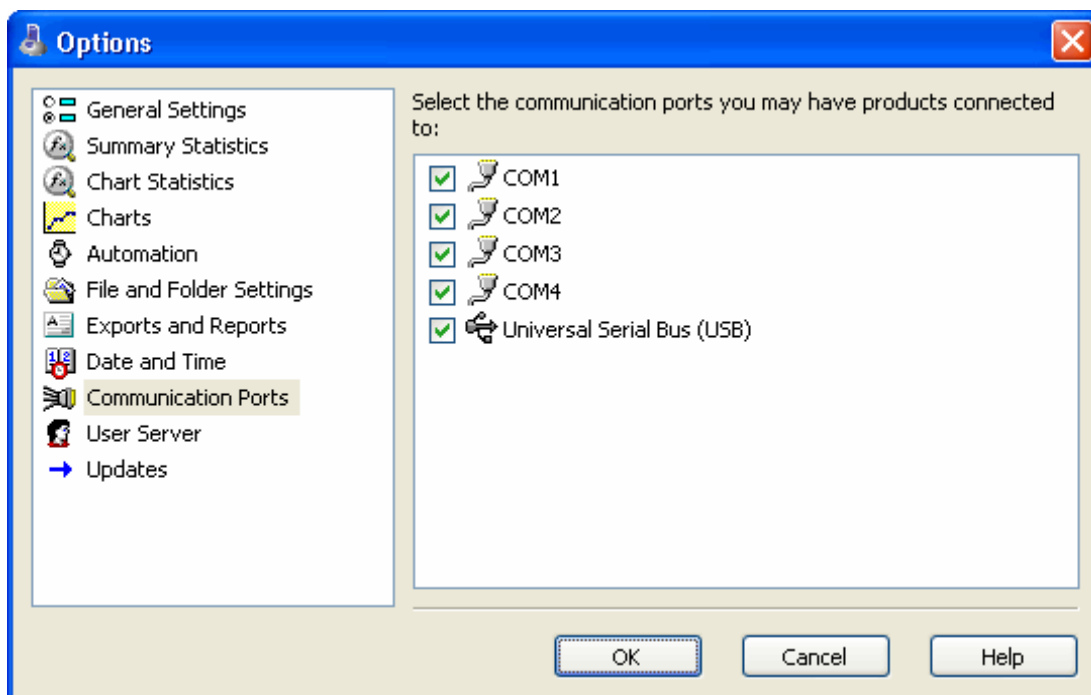 Options
General Settings
Summary Statistics
Chart Statistics
Charts
Automation
File and Folder Settings
Exports and Reports
Date and Time
Communication Ports
User Server
Updates
Select the communication ports you may have products connected
to:
COM1
COM2
COM3
COM4
Universal Serial Bus (USB)
OK
Cancel
Help